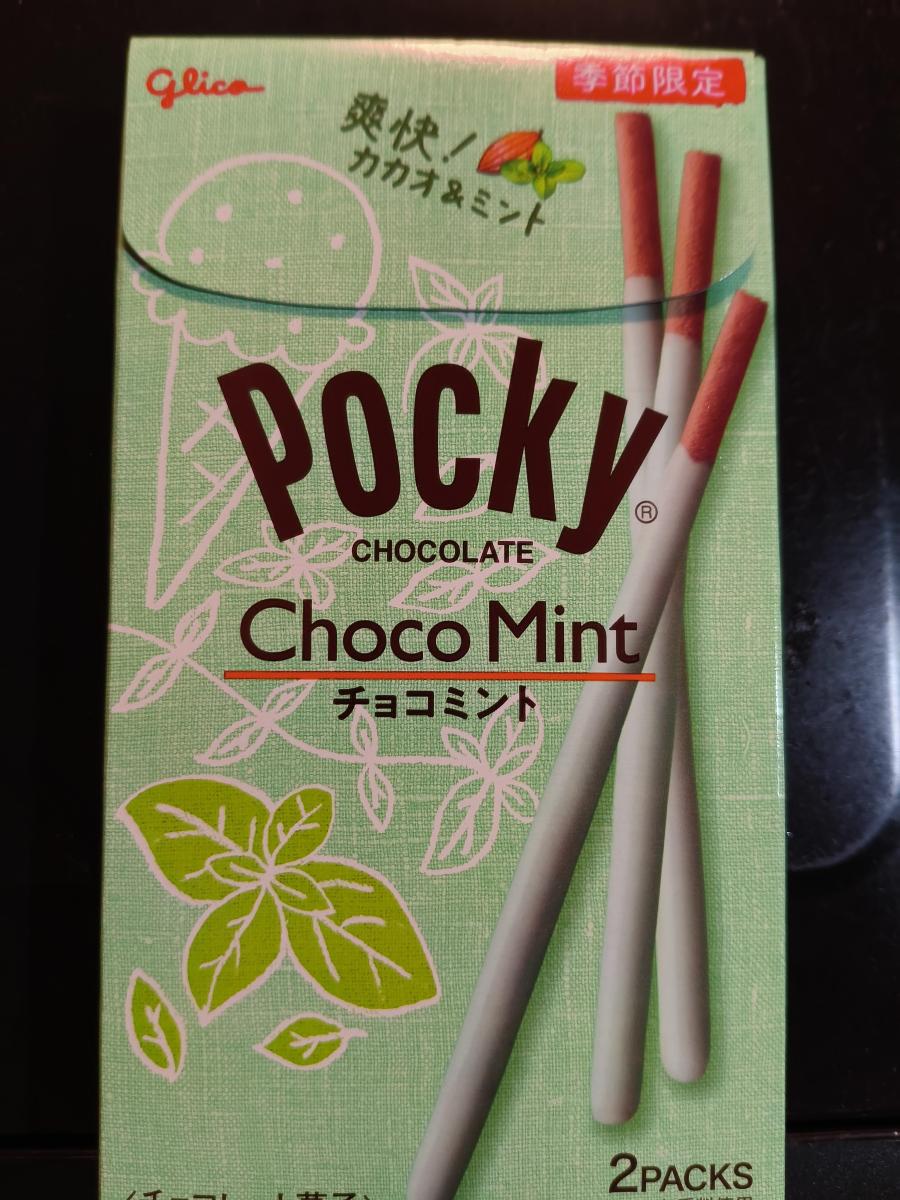 glico
季節限定
爽快!
カカオ&ミント
Pocky®
CHOCOLATE
Choco Mint
チョコミント
2PACKS